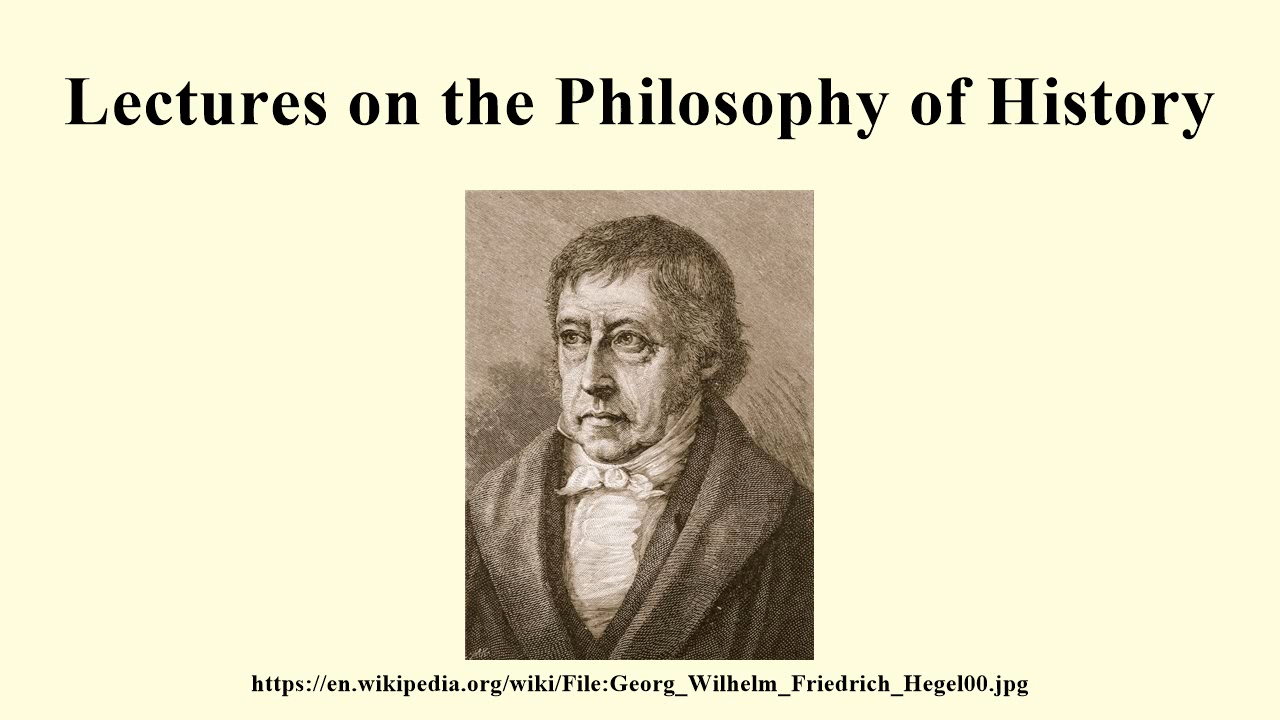 Lectures on the Philosophy of History
https://en.wikipedia.org/wiki/File:Georg_Wilhelm_Friedrich_Hegel00.jpg